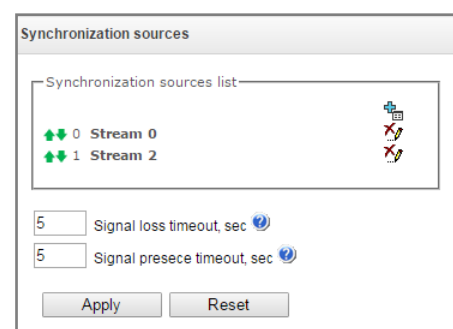 Synchronization sources
Synchronization sources list
0 Stream 0
1 Stream 2
5 Signal loss timeout, sec ?
5 Signal presece timeout, sec ?
Apply Reset